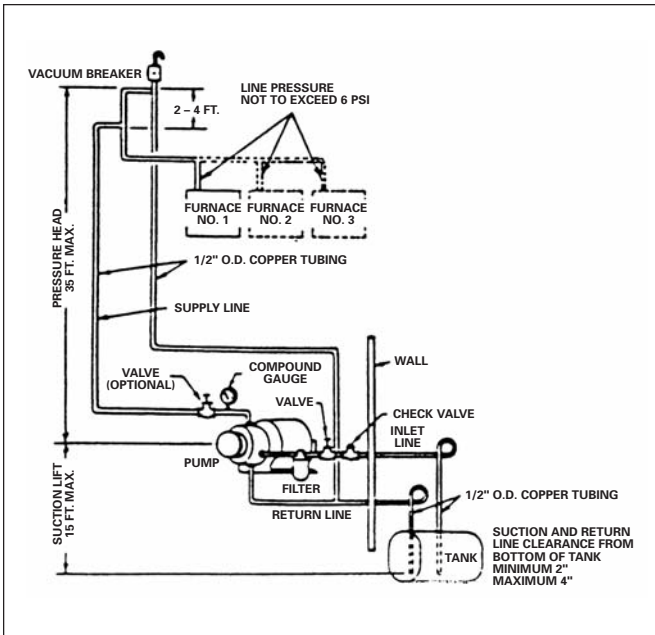 VACUUM BREAKER
LINE PRESSURE
NOT TO EXCEED 6 PSI
2 – 4 FT.
FURNACE
NO. 1
FURNACE
NO. 2
FURNACE
NO. 3
PRESSURE HEAD
35 FT. MAX.
1/2" O.D. COPPER TUBING
SUPPLY LINE
WALL
VALVE
(OPTIONAL)
COMPOUND
GAUGE
VALVE
CHECK VALVE
INLET
LINE
PUMP
FILTER
RETURN LINE
SUCTION LIFT
15 FT. MAX.
1/2" O.D. COPPER TUBING
TANK
SUCTION AND RETURN
LINE CLEARANCE FROM
BOTTOM OF TANK
MINIMUM 2"
MAXIMUM 4"